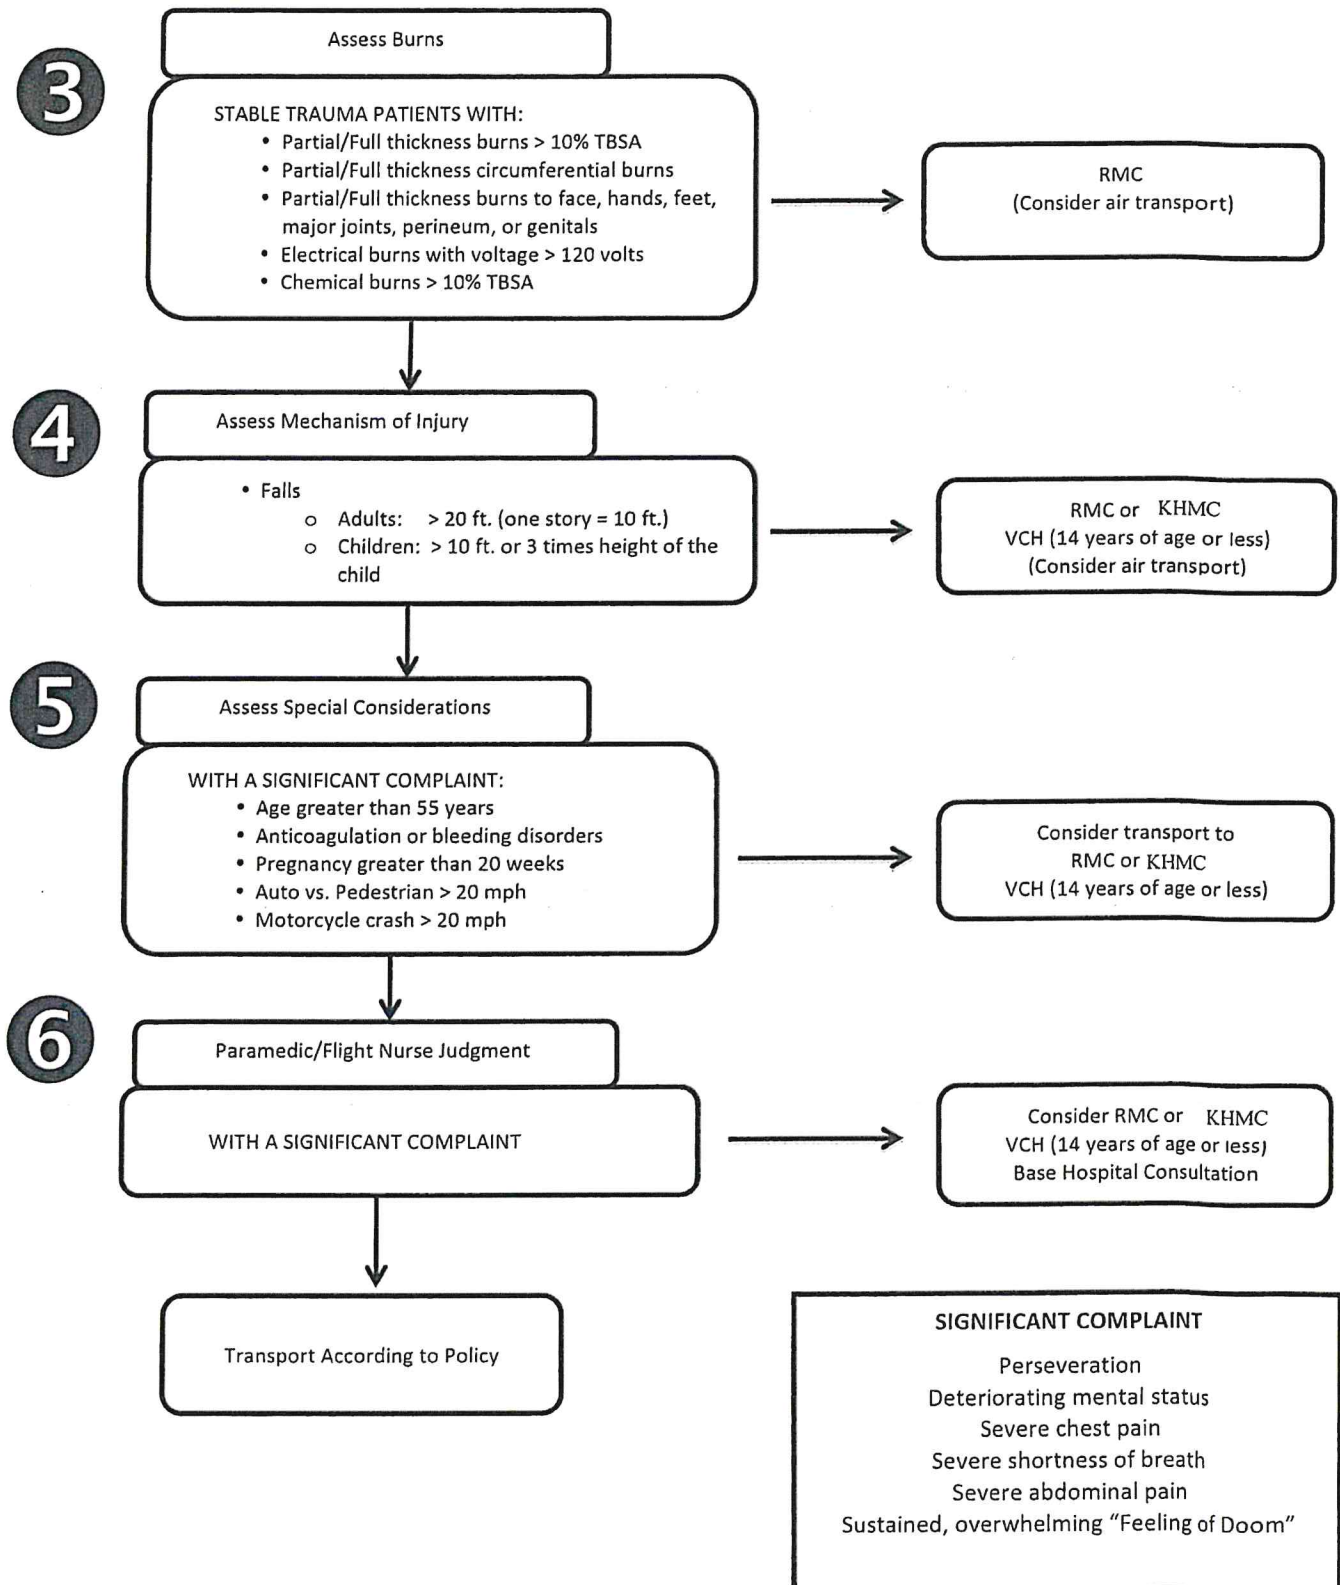 3
Assess Burns
STABLE TRAUMA PATIENTS WITH:
• Partial/Full thickness burns > 10% TBSA
• Partial/Full thickness circumferential burns
• Partial/Full thickness burns to face, hands, feet,
major joints, perineum, or genitals
• Electrical burns with voltage > 120 volts
• Chemical burns > 10% TBSA
RMC
(Consider air transport)
4
Assess Mechanism of Injury
• Falls
o Adults: > 20 ft. (one story = 10 ft.)
o Children: > 10 ft. or 3 times height of the
child
RMC or KHMC
VCH (14 years of age or less)
(Consider air transport)
5
Assess Special Considerations
WITH A SIGNIFICANT COMPLAINT:
• Age greater than 55 years
• Anticoagulation or bleeding disorders
• Pregnancy greater than 20 weeks
• Auto vs. Pedestrian > 20 mph
• Motorcycle crash > 20 mph
Consider transport to
RMC or KHMC
VCH (14 years of age or less)
6
Paramedic/Flight Nurse Judgment
WITH A SIGNIFICANT COMPLAINT
Consider RMC or KHMC
VCH (14 years of age or less)
Base Hospital Consultation
Transport According to Policy
SIGNIFICANT COMPLAINT
Perseveration
Deteriorating mental status
Severe chest pain
Severe shortness of breath
Severe abdominal pain
Sustained, overwhelming “Feeling of Doom”